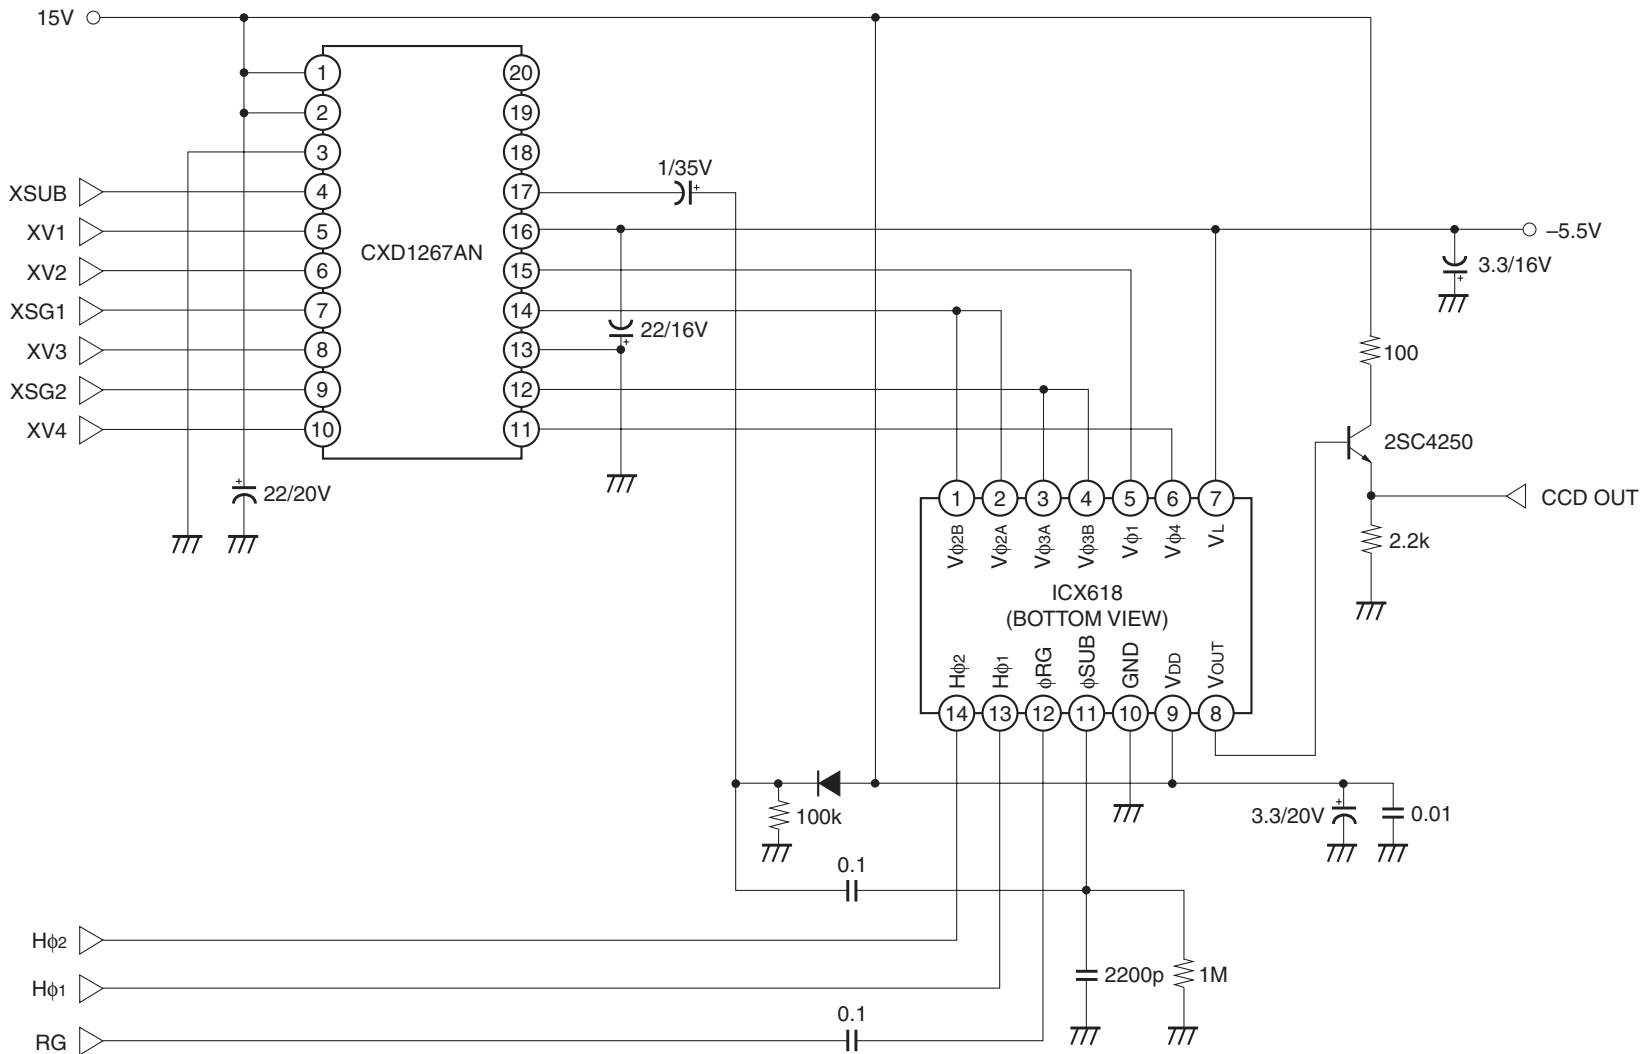 15V
1
20
2
19
3
18
XSUB
4
17
1/35V
+
XV1
5
16
–5.5V
CXD1267AN
XV2
6
15
3.3/16V
+
XSG1
7
14
22/16V
+
XV3
8
13
100
XSG2
9
12
XV4
10
11
2SC4250
+
22/20V
1
2
3
4
5
6
7
CCD OUT
Vϕ2B
Vϕ2A
Vϕ3A
Vϕ3B
Vϕ1
Vϕ4
VL
2.2k
ICX618
(BOTTOM VIEW)
Hϕ2
Hϕ1
ϕRG
ϕSUB
GND
VDD
VOUT
14
13
12
11
10
9
8
100k
+
3.3/20V
0.01
0.1
Hϕ2
Hϕ1
2200p
1M
0.1
RG